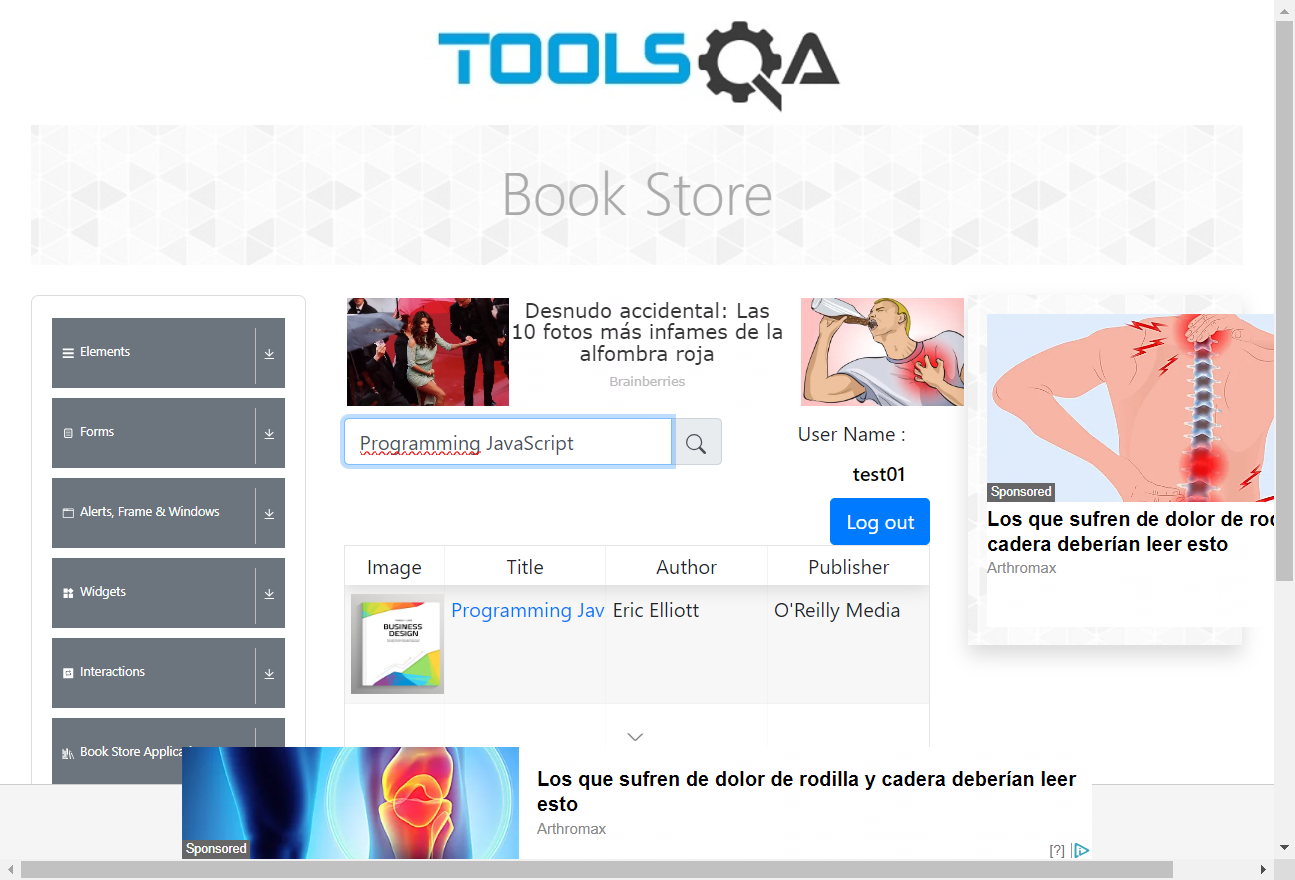 TOOLSQA
Book Store
Elements
Forms
Alerts, Frame & Windows
Widgets
Interactions
Book Store Applica
Desnudo accidental: Las
10 fotos más infames de la
alfombra roja
Brainberries
Programming JavaScript
User Name :
test01
Log out
Image Title Author Publisher
BUSINESS
DESIGN
Programming Jav Eric Elliott O'Reilly Media
Sponsored
Los que sufren de dolor de ro
cadera deberían leer esto
Arthromax
Sponsored
Los que sufren de dolor de rodilla y cadera deberían leer
esto
Arthromax
[?]